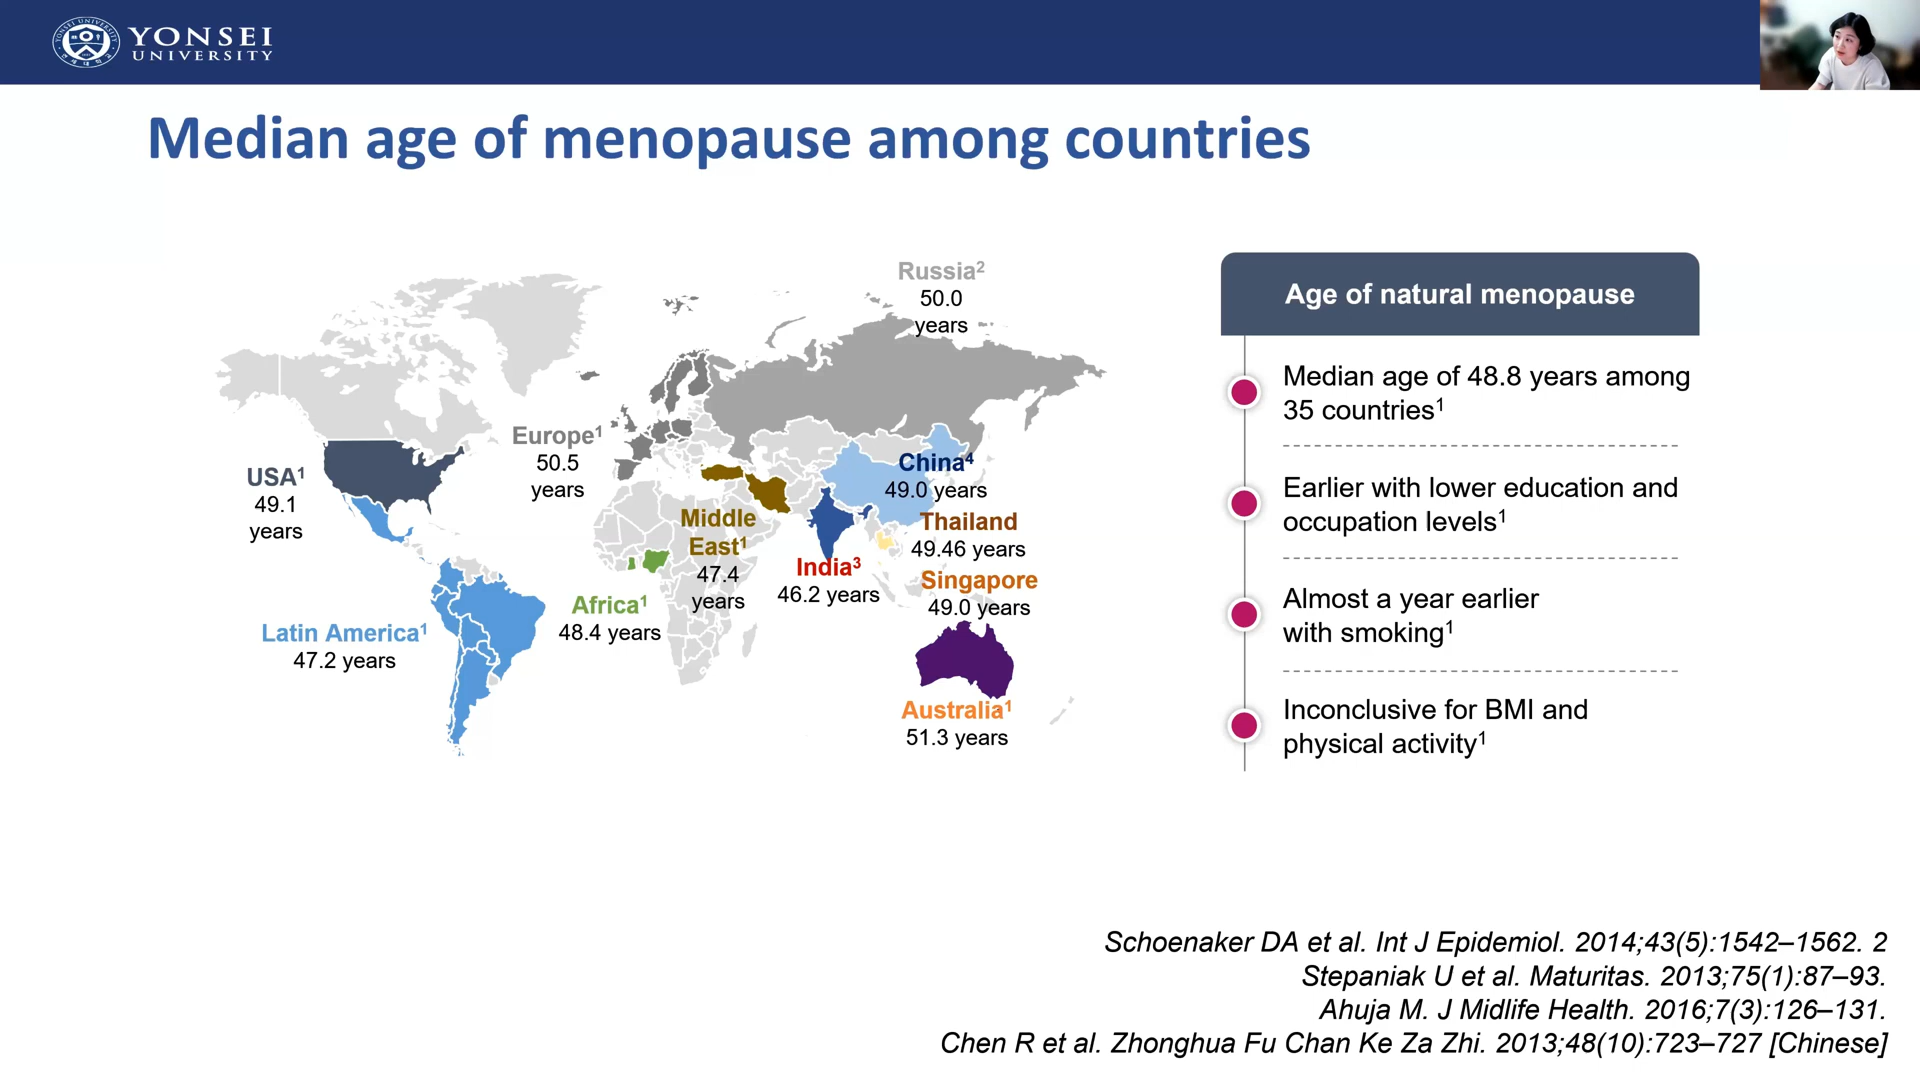 YONSEI
UNIVERSITY
Median age of menopause among countries
Russia²
50.0
years
Europe¹
50.5
years
USA¹
49.1
years
China⁴
49.0 years
Middle
East¹
47.4
years
Thailand
49.46 years
India³
46.2 years
Singapore
49.0 years
Africa¹
48.4 years
Latin America¹
47.2 years
Australia¹
51.3 years
Age of natural menopause
Median age of 48.8 years among
35 countries¹
Earlier with lower education and
occupation levels¹
Almost a year earlier
with smoking¹
Inconclusive for BMI and
physical activity¹
Schoenaker DA et al. Int J Epidemiol. 2014;43(5):1542–1562. 2
Stepaniak U et al. Maturitas. 2013;75(1):87–93.
Ahuja M. J Midlife Health. 2016;7(3):126–131.
Chen R et al. Zhonghua Fu Chan Ke Za Zhi. 2013;48(10):723–727 [Chinese]